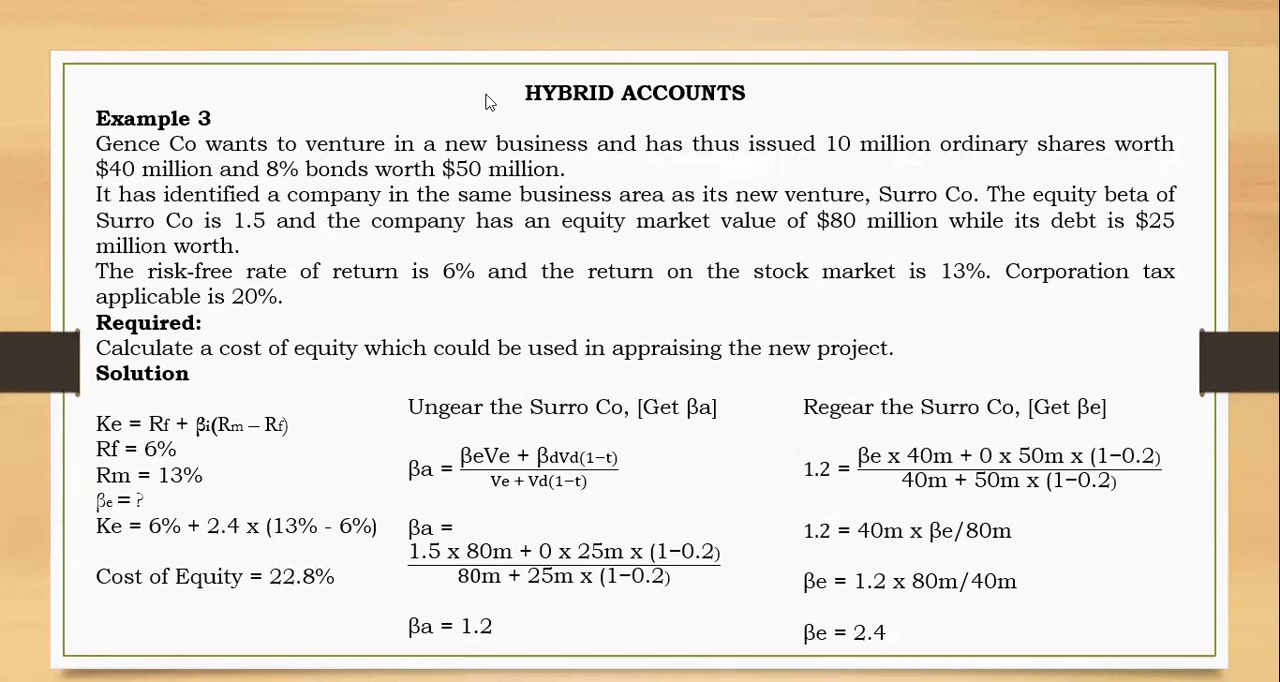 HYBRID ACCOUNTS
Example 3
Gence Co wants to venture in a new business and has thus issued 10 million ordinary shares worth
$40 million and 8% bonds worth $50 million.
It has identified a company in the same business area as its new venture, Surro Co. The equity beta of
Surro Co is 1.5 and the company has an equity market value of $80 million while its debt is $25
million worth.
The risk-free rate of return is 6% and the return on the stock market is 13%. Corporation tax
applicable is 20%.
Required:
Calculate a cost of equity which could be used in appraising the new project.
Solution
Ke = Rf + βi(Rm – Rf)
Rf = 6%
Rm = 13%
βe = ?
Ke = 6% + 2.4 x (13% - 6%)
Cost of Equity = 22.8%
Ungear the Surro Co, [Get βa]
βa = βeVe + βdVd(1−t)
Ve + Vd(1−t)
βa =
1.5 x 80m + 0 x 25m x (1−0.2)
80m + 25m x (1−0.2)
βa = 1.2
Regear the Surro Co, [Get βe]
1.2 = βe x 40m + 0 x 50m x (1−0.2)
40m + 50m x (1−0.2)
1.2 = 40m x βe/80m
βe = 1.2 x 80m/40m
βe = 2.4